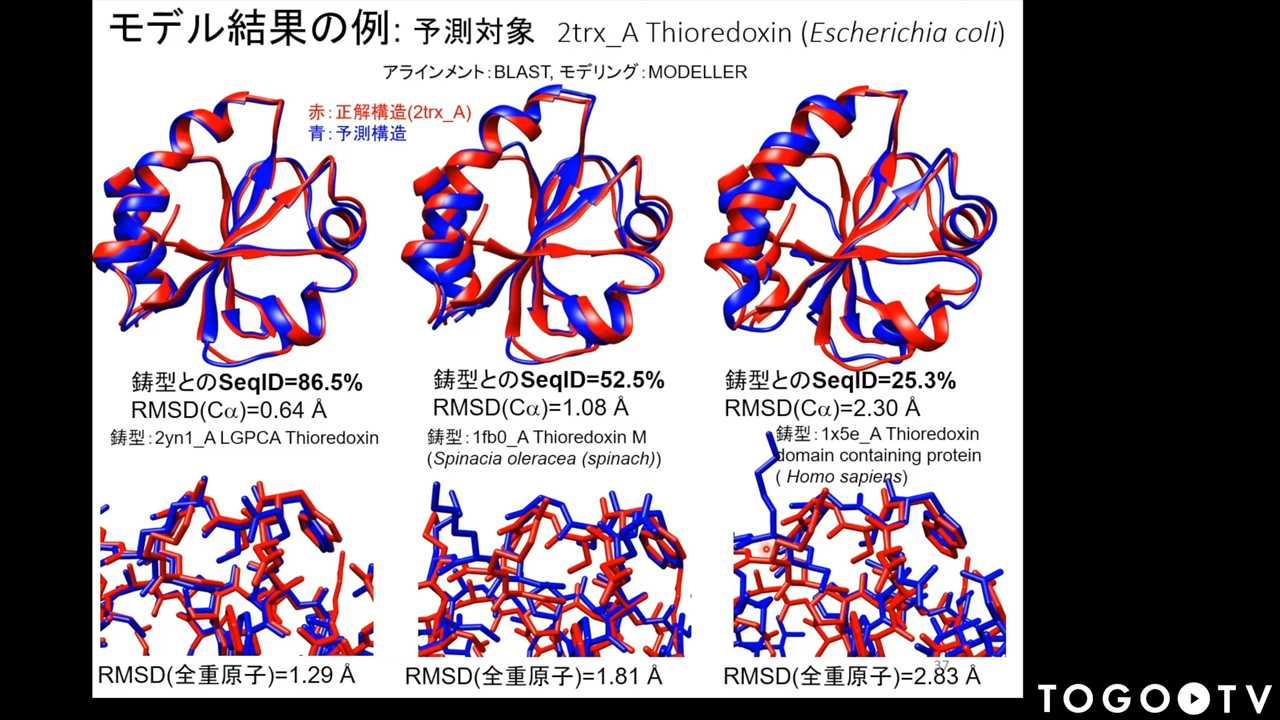 モデル結果の例: 予測対象 2trx_A Thioredoxin (Escherichia coli)
アラインメント:BLAST, モデリング:MODELLER
赤:正解構造(2trx_A)
青:予測構造
鋳型とのSeqID=86.5%
RMSD(Cα)=0.64 Å
鋳型:2yn1_A LGPCA Thioredoxin
鋳型とのSeqID=52.5%
RMSD(Cα)=1.08 Å
鋳型:1fb0_A Thioredoxin M
(Spinacia oleracea (spinach))
鋳型とのSeqID=25.3%
RMSD(Cα)=2.30 Å
鋳型:1x5e_A Thioredoxin
domain containing protein
( Homo sapiens)
RMSD(全重原子)=1.29 Å
RMSD(全重原子)=1.81 Å
RMSD(全重原子)=2.83 Å
37
TOGO TV